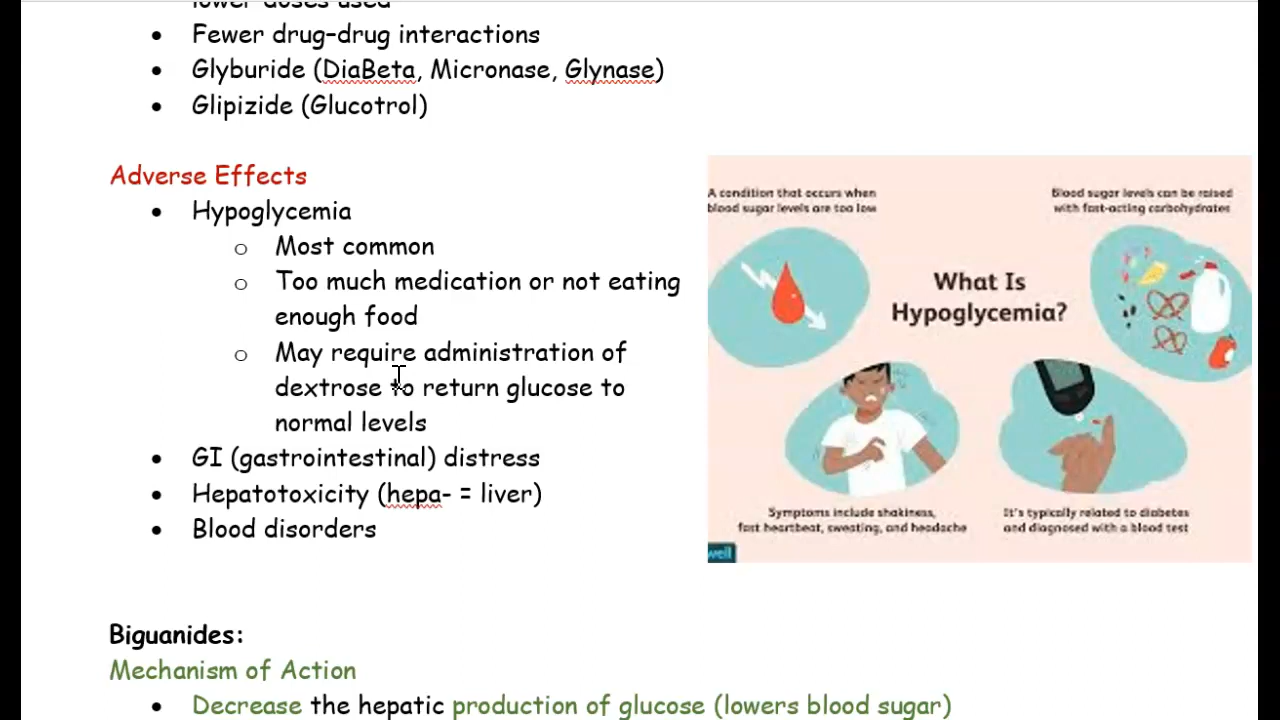 lower doses used
• Fewer drug–drug interactions
• Glyburide (DiaBeta, Micronase, Glynase)
• Glipizide (Glucotrol)
Adverse Effects
• Hypoglycemia
o Most common
o Too much medication or not eating
enough food
o May require administration of
dextrose to return glucose to
normal levels
• GI (gastrointestinal) distress
• Hepatotoxicity (hepa- = liver)
• Blood disorders
A condition that occurs when
blood sugar levels are too low
Blood sugar levels can be raised
with fast-acting carbohydrates
What Is
Hypoglycemia?
Symptoms include shakiness,
fast heartbeat, sweating, and headache
It's typically related to diabetes
and diagnosed with a blood test
well
Biguanides:
Mechanism of Action
• Decrease the hepatic production of glucose (lowers blood sugar)